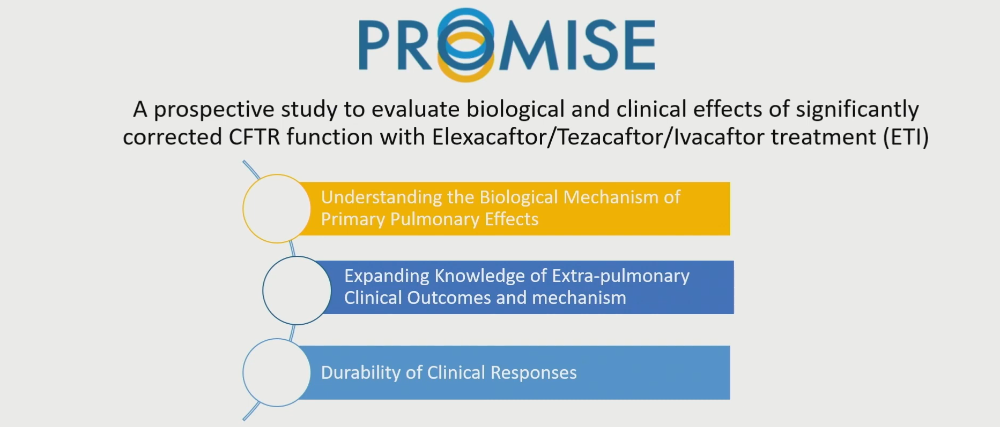 PROMISE
A prospective study to evaluate biological and clinical effects of significantly
corrected CFTR function with Elexacaftor/Tezacaftor/Ivacaftor treatment (ETI)
Understanding the Biological Mechanism of
Primary Pulmonary Effects
Expanding Knowledge of Extra-pulmonary
Clinical Outcomes and mechanism
Durability of Clinical Responses